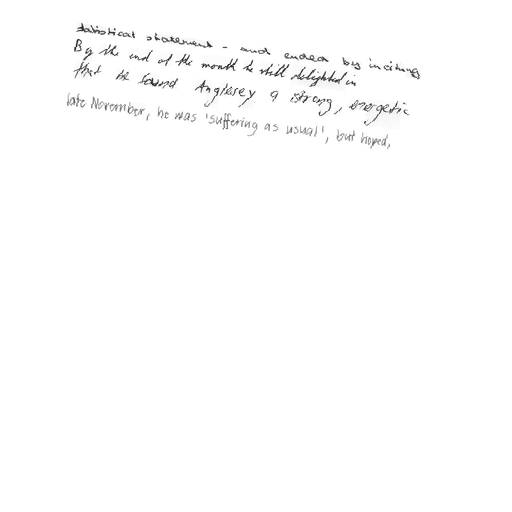 statistical statement - and ended by inciting
By the end of the month he still delighted in
that he found Anglesey a strong, energetic
late November, he was 'suffering as usual', but hoped,